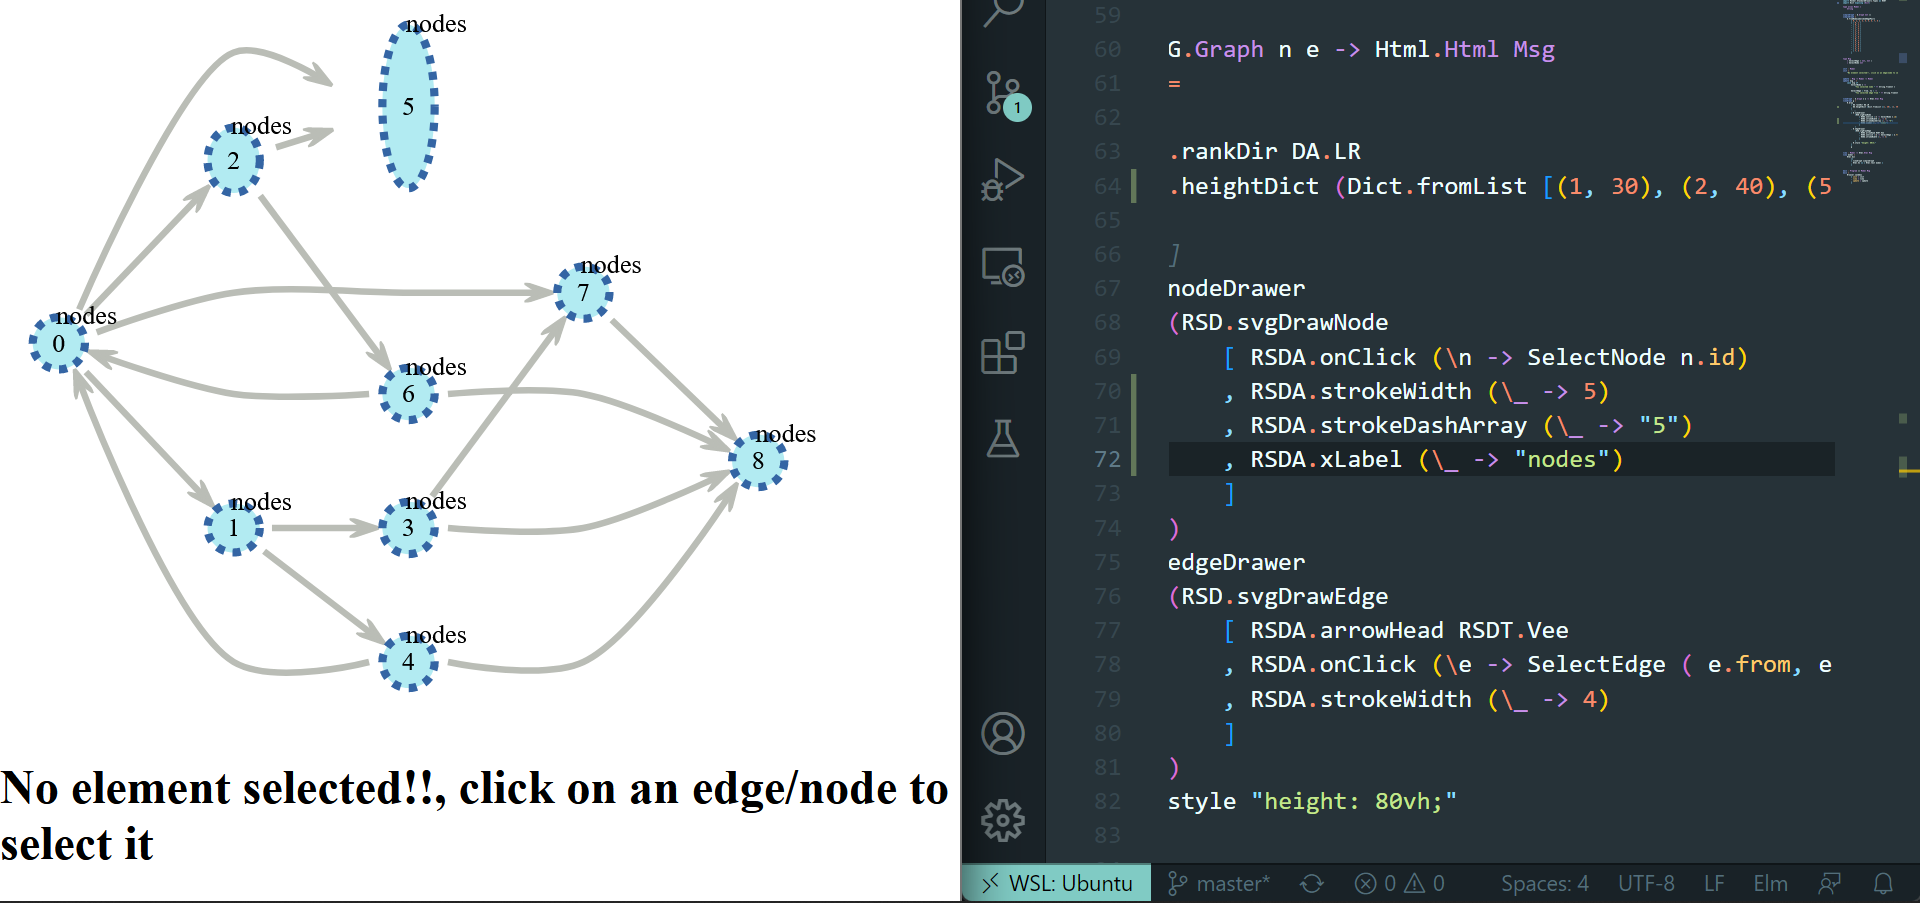 nodes
5
nodes
2
nodes
7
nodes
0
nodes
6
nodes
8
nodes
1
nodes
3
nodes
4
No element selected!!, click on an edge/node to
select it
1
59
60 G.Graph n e -> Html.Html Msg
61 =
62
63 .rankDir DA.LR
64 .heightDict (Dict.fromList [(1, 30), (2, 40), (5
65
66 ]
67 nodeDrawer
68 (RSD.svgDrawNode
69 [ RSDA.onClick (\n -> SelectNode n.id)
70 , RSDA.strokeWidth (\_ -> 5)
71 , RSDA.strokeDashArray (\_ -> "5")
72 , RSDA.xLabel (\_ -> "nodes")
73 ]
74 )
75 edgeDrawer
76 (RSD.svgDrawEdge
77 [ RSDA.arrowHead RSDT.Vee
78 , RSDA.onClick (\e -> SelectEdge ( e.from, e
79 , RSDA.strokeWidth (\_ -> 4)
80 ]
81 )
82 style "height: 80vh;"
83
WSL: Ubuntu master* 0 0 Spaces: 4 UTF-8 LF Elm